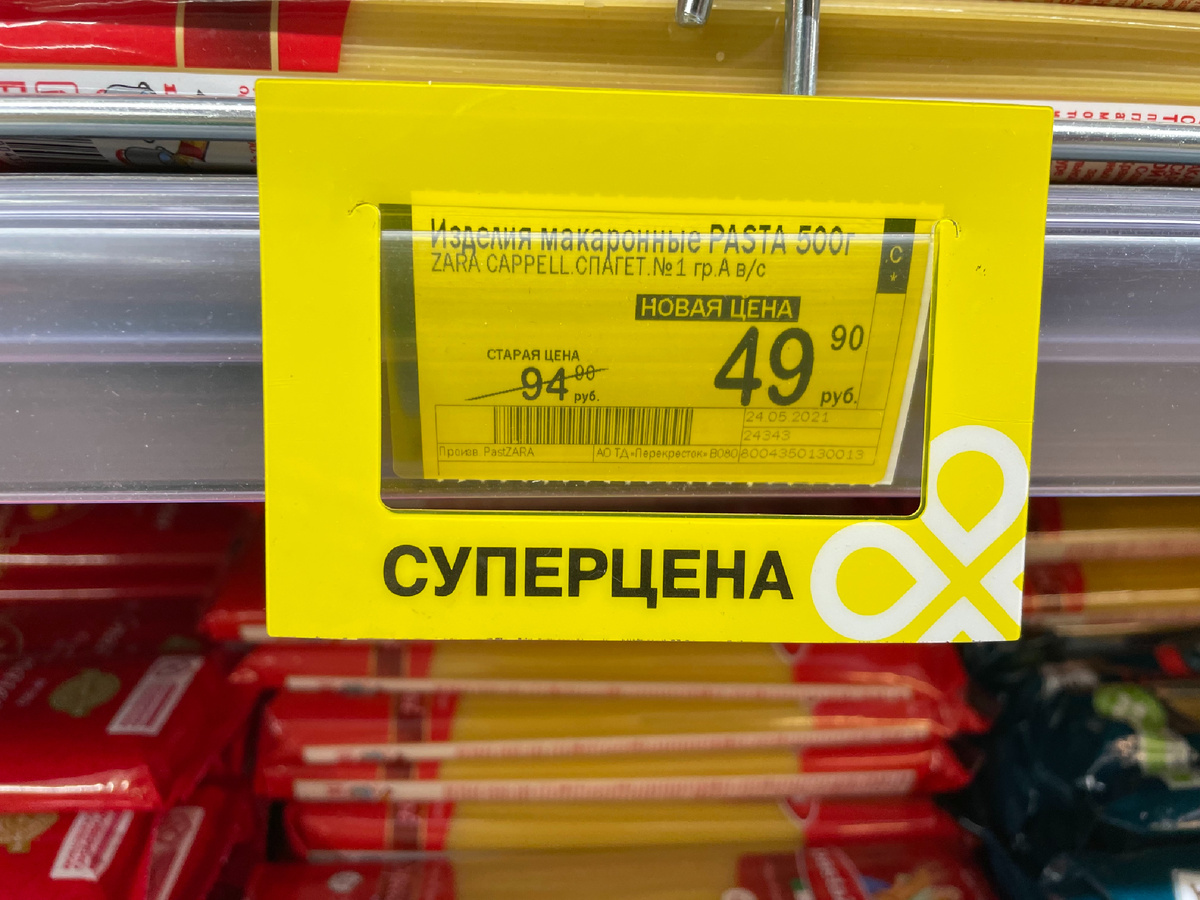 Изделия макаронные PASTA 500г
ZARA CAPPELL.СПАГЕТ.№1 гр.А в/с
.С
*
НОВАЯ ЦЕНА
49 90
руб.
СТАРАЯ ЦЕНА
94 90
руб.
24.05.2021
24343
Произв. PastZARA
АО ТД «Перекресток» В080
8004350130013
СУПЕРЦЕНА